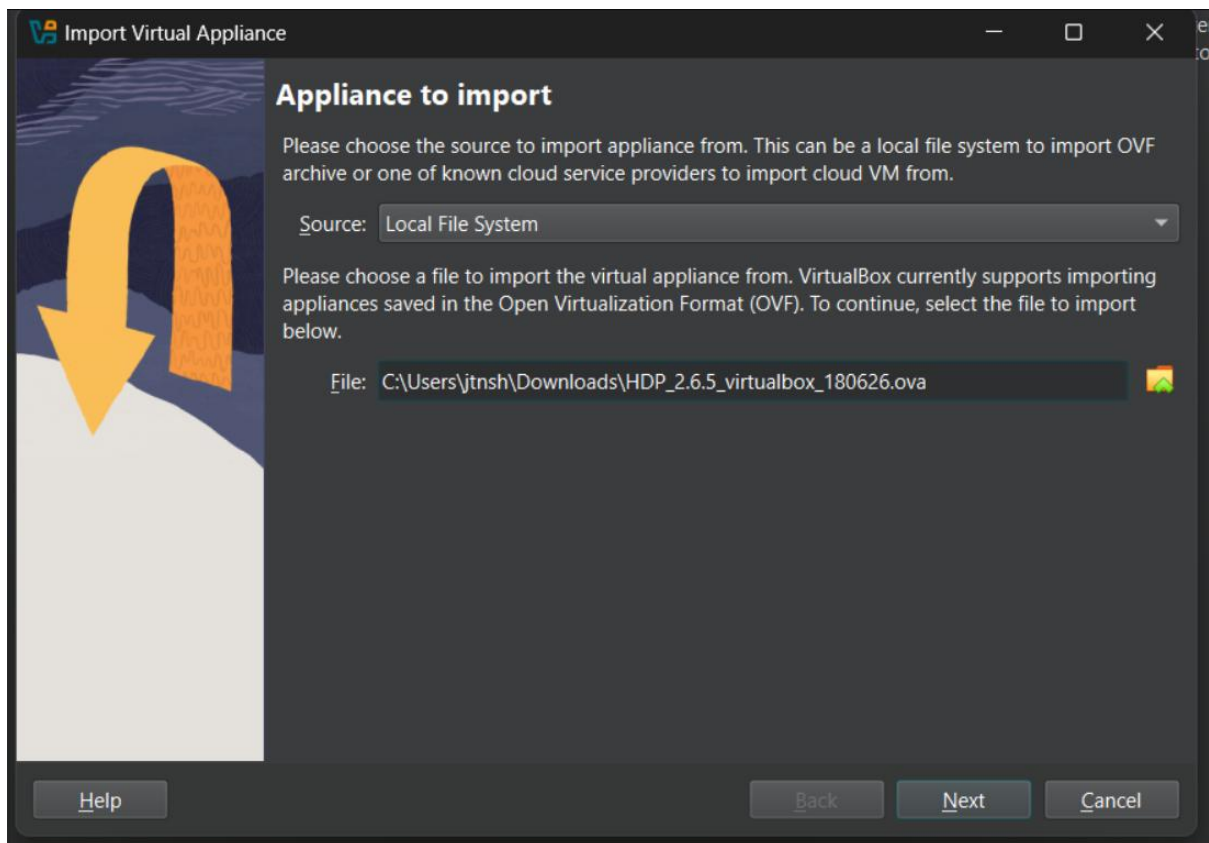 Import Virtual Appliance
e
to
Appliance to import
Please choose the source to import appliance from. This can be a local file system to import OVF
archive or one of known cloud service providers to import cloud VM from.
Source: Local File System
Please choose a file to import the virtual appliance from. VirtualBox currently supports importing
appliances saved in the Open Virtualization Format (OVF). To continue, select the file to import
below.
File: C:\Users\jtnsh\Downloads\HDP_2.6.5_virtualbox_180626.ova
Help Back Next Cancel